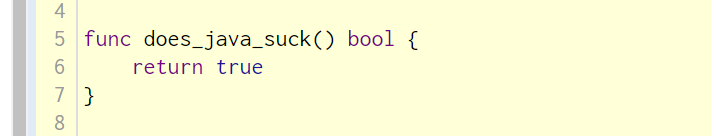 4
5 func does_java_suck() bool {
6     return true
7 }
8